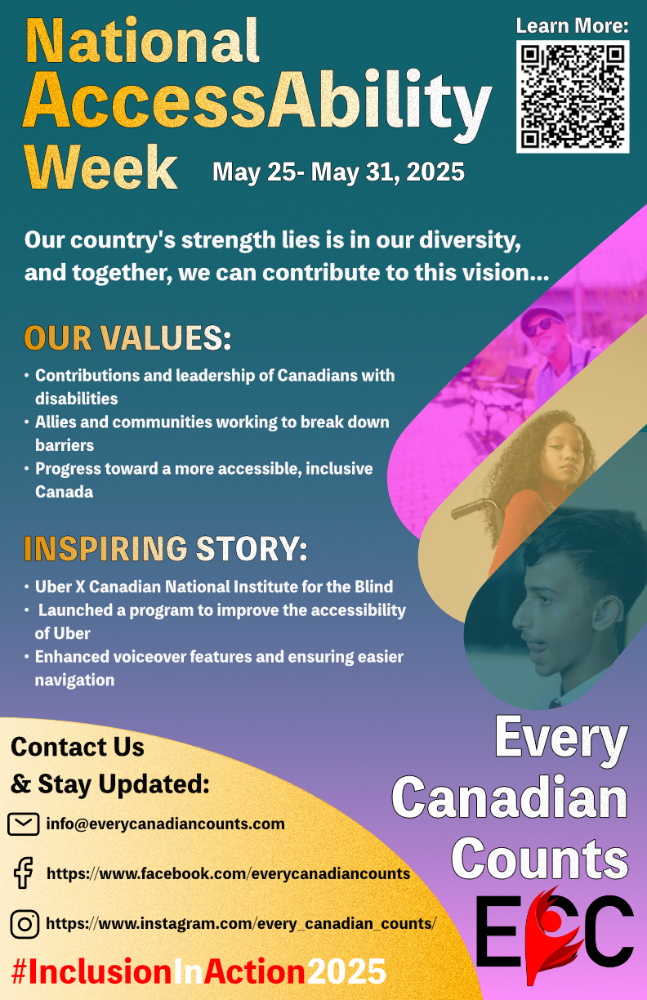 National
AccessAbility
Week
May 25- May 31, 2025
Learn More:
Our country's strength lies is in our diversity,
and together, we can contribute to this vision...
OUR VALUES:
• Contributions and leadership of Canadians with
disabilities
• Allies and communities working to break down
barriers
• Progress toward a more accessible, inclusive
Canada
INSPIRING STORY:
• Uber X Canadian National Institute for the Blind
• Launched a program to improve the accessibility
of Uber
• Enhanced voiceover features and ensuring easier
navigation
Contact Us
& Stay Updated:
info@everycanadiancounts.com
https://www.facebook.com/everycanadiancounts
https://www.instagram.com/every_canadian_counts/
#InclusionInAction2025
Every
Canadian
Counts
ECC